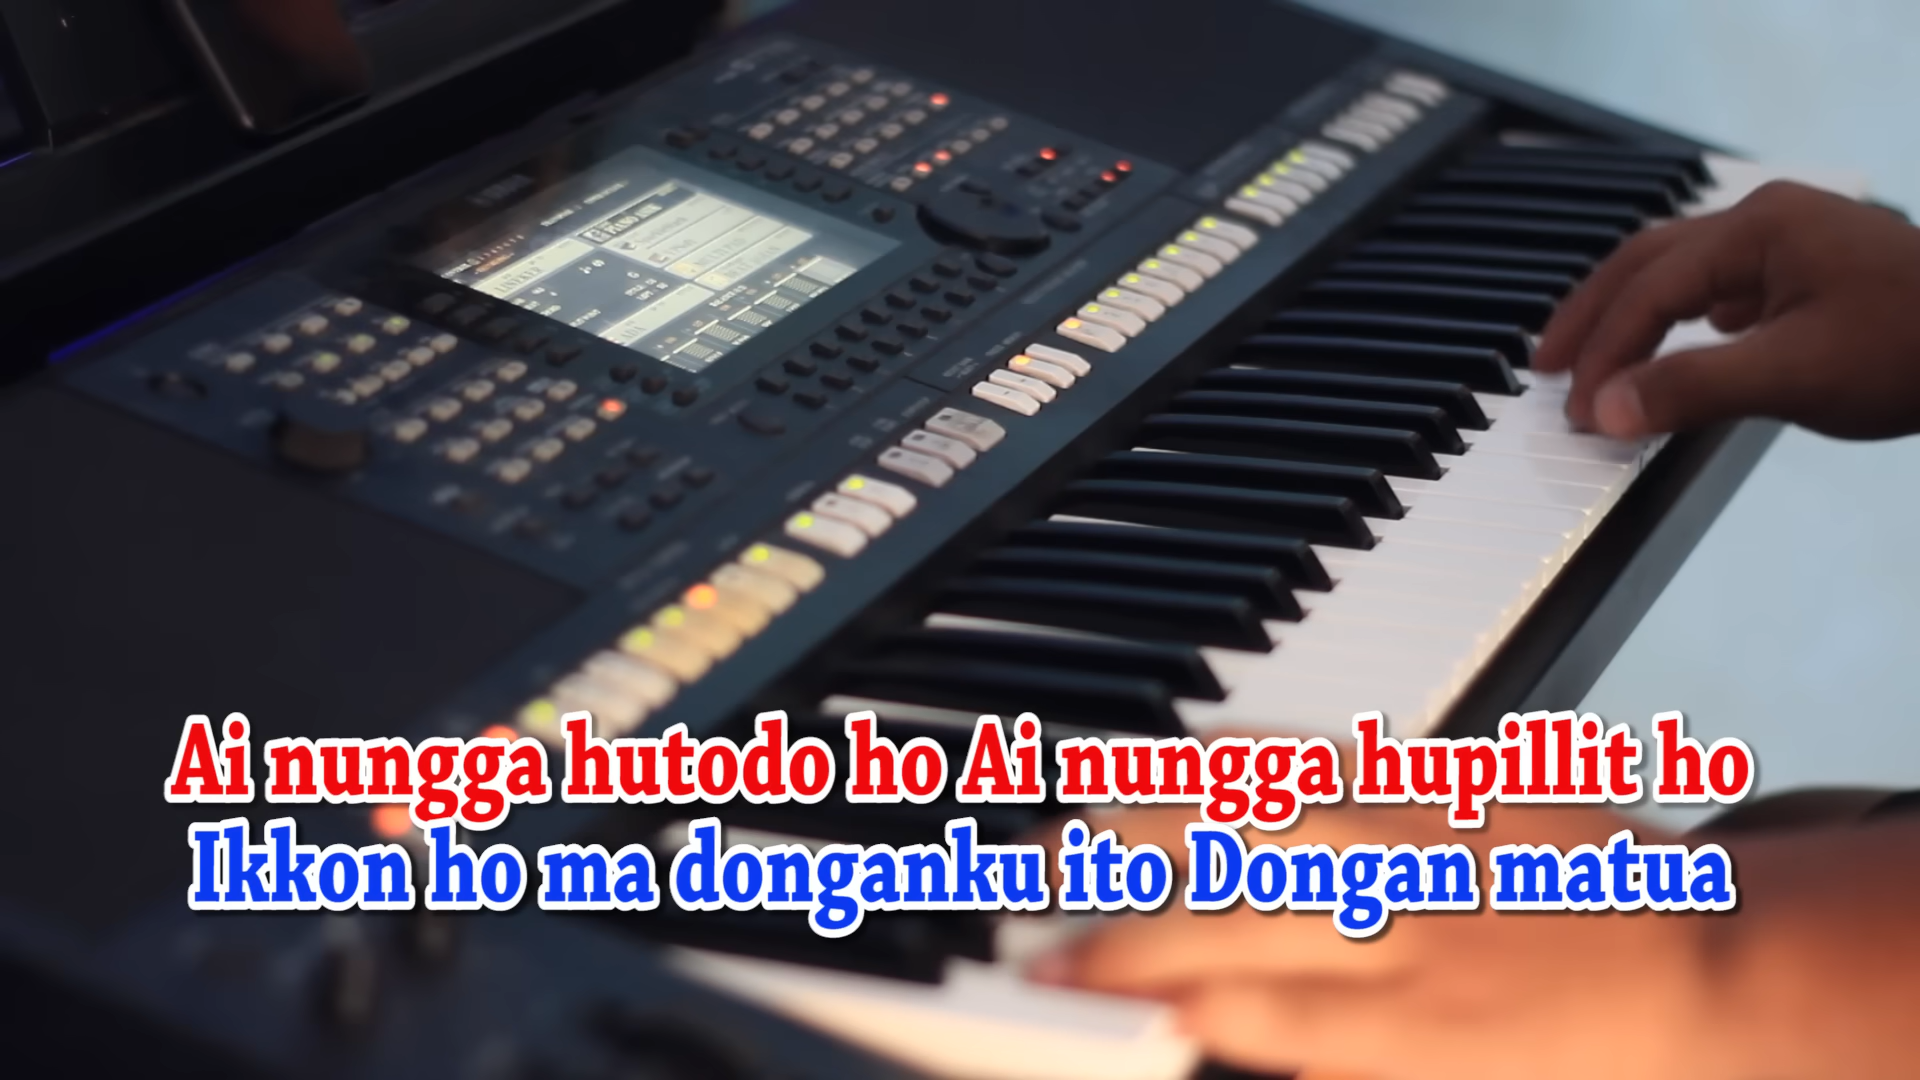 Ai nungga hutodo ho Ai nungga hupillit ho
Ikkon ho ma donganku ito Dongan matua